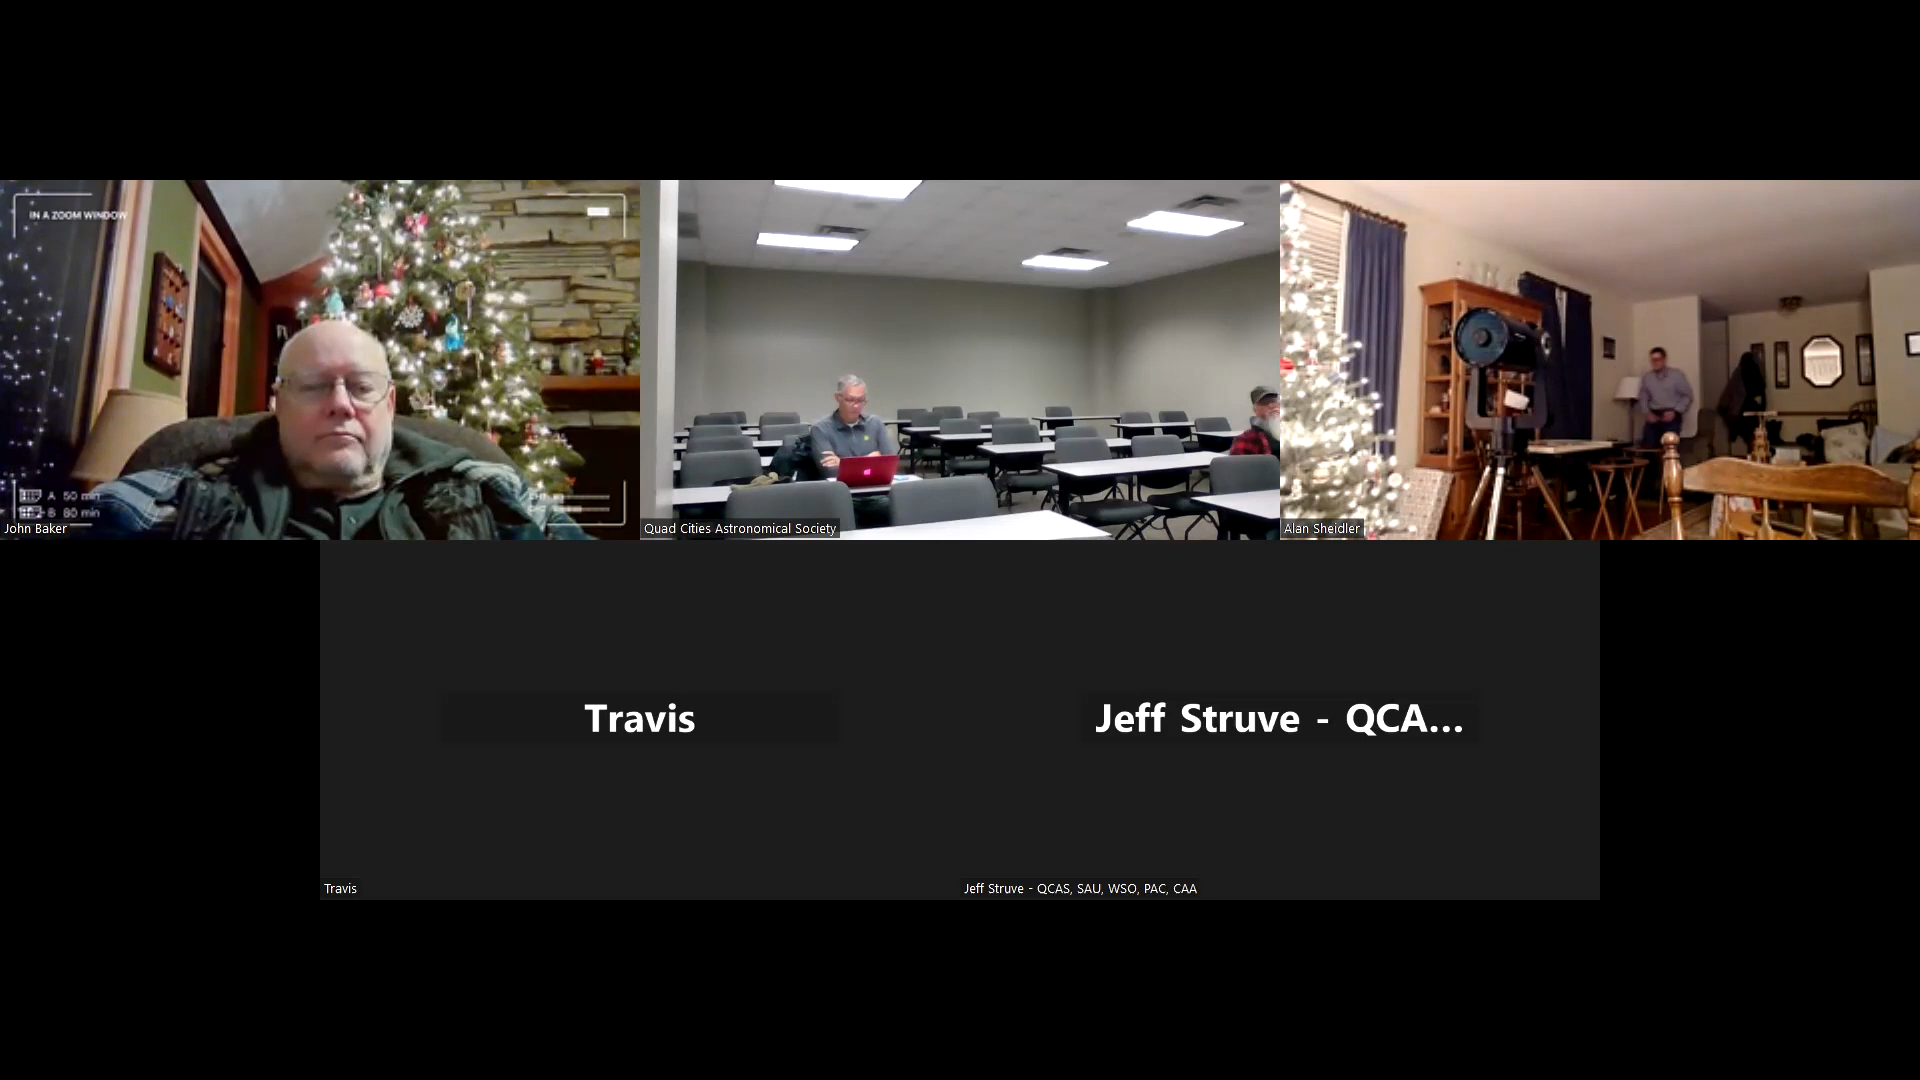 IN A ZOOM WINDOW
A 50 min
B 80 min
John Baker
Quad Cities Astronomical Society
Alan Sheidler
Travis
Jeff Struve - QCA...
Travis
Jeff Struve - QCAS, SAU, WSO, PAC, CAA